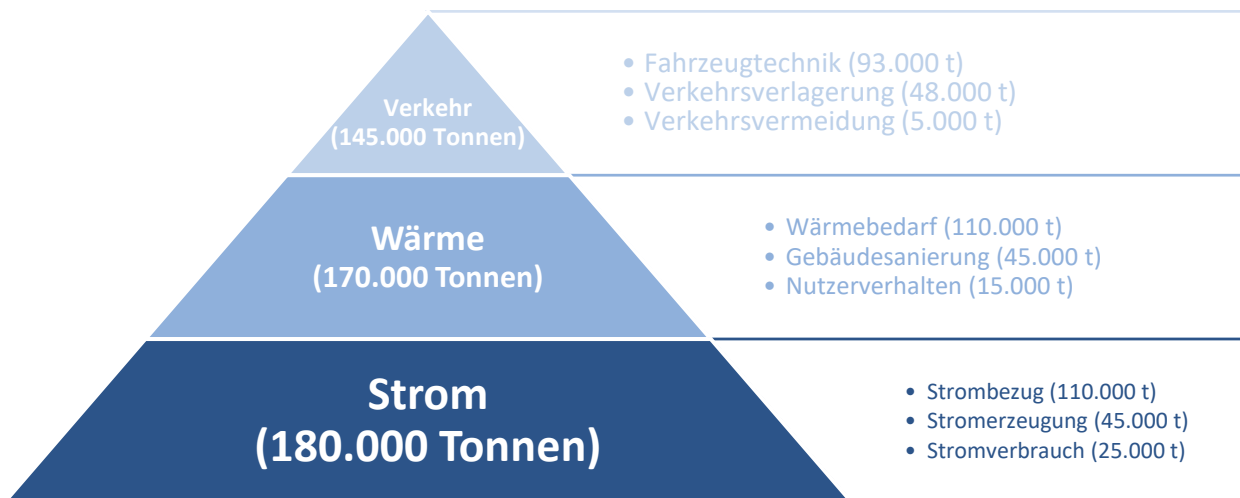 Verkehr
(145.000 Tonnen)
• Fahrzeugtechnik (93.000 t)
• Verkehrsverlagerung (48.000 t)
• Verkehrsvermeidung (5.000 t)
Wärme
(170.000 Tonnen)
• Wärmebedarf (110.000 t)
• Gebäudesanierung (45.000 t)
• Nutzerverhalten (15.000 t)
Strom
(180.000 Tonnen)
• Strombezug (110.000 t)
• Stromerzeugung (45.000 t)
• Stromverbrauch (25.000 t)